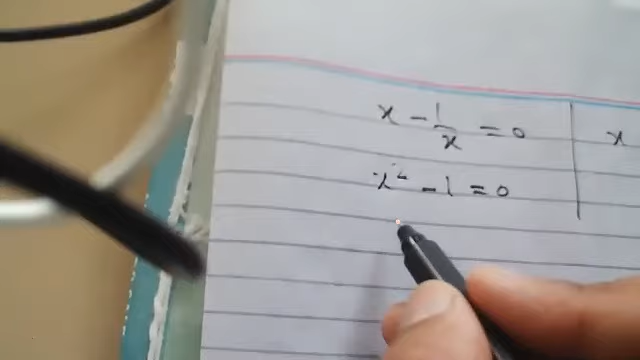 x - 1/x = 0
x² - 1 = 0
x